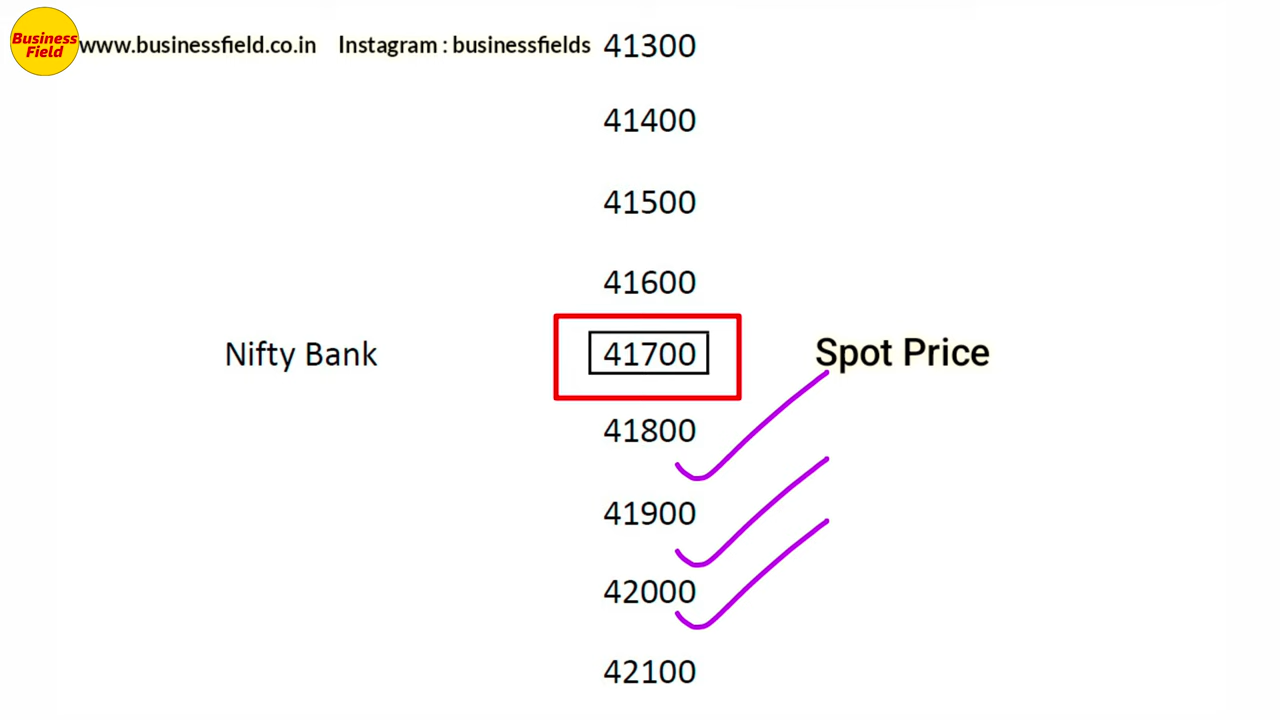 Business
Field
www.businessfield.co.in Instagram : businessfields 41300
41400
41500
41600
Nifty Bank 41700 Spot Price
41800
41900
42000
42100